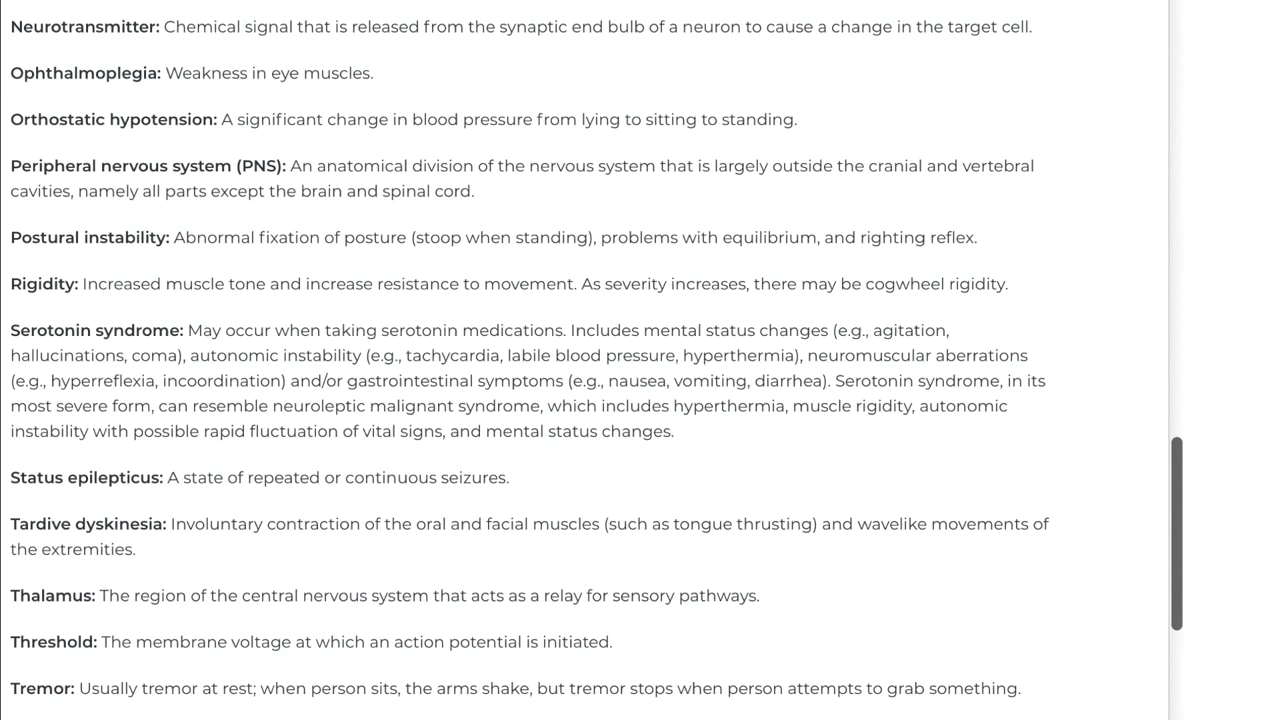 Neurotransmitter: Chemical signal that is released from the synaptic end bulb of a neuron to cause a change in the target cell.
Ophthalmoplegia: Weakness in eye muscles.
Orthostatic hypotension: A significant change in blood pressure from lying to sitting to standing.
Peripheral nervous system (PNS): An anatomical division of the nervous system that is largely outside the cranial and vertebral
cavities, namely all parts except the brain and spinal cord.
Postural instability: Abnormal fixation of posture (stoop when standing), problems with equilibrium, and righting reflex.
Rigidity: Increased muscle tone and increase resistance to movement. As severity increases, there may be cogwheel rigidity.
Serotonin syndrome: May occur when taking serotonin medications. Includes mental status changes (e.g., agitation,
hallucinations, coma), autonomic instability (e.g., tachycardia, labile blood pressure, hyperthermia), neuromuscular aberrations
(e.g., hyperreflexia, incoordination) and/or gastrointestinal symptoms (e.g., nausea, vomiting, diarrhea). Serotonin syndrome, in its
most severe form, can resemble neuroleptic malignant syndrome, which includes hyperthermia, muscle rigidity, autonomic
instability with possible rapid fluctuation of vital signs, and mental status changes.
Status epilepticus: A state of repeated or continuous seizures.
Tardive dyskinesia: Involuntary contraction of the oral and facial muscles (such as tongue thrusting) and wavelike movements of
the extremities.
Thalamus: The region of the central nervous system that acts as a relay for sensory pathways.
Threshold: The membrane voltage at which an action potential is initiated.
Tremor: Usually tremor at rest; when person sits, the arms shake, but tremor stops when person attempts to grab something.